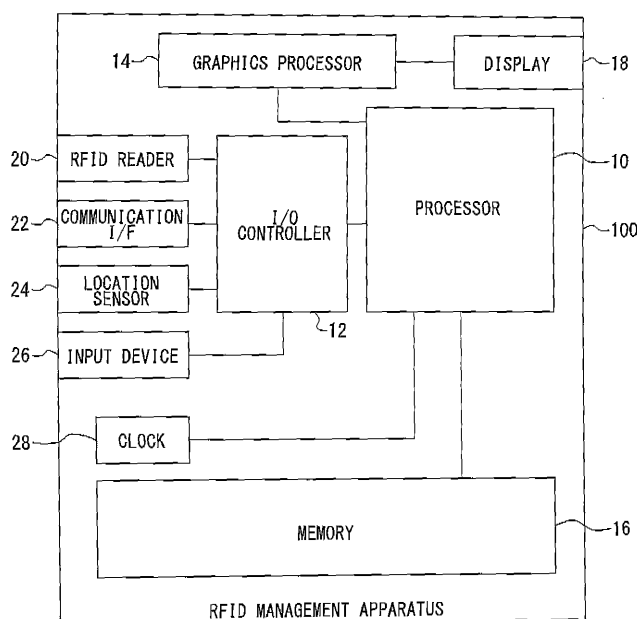 14
GRAPHICS PROCESSOR
DISPLAY
18
20
RFID READER
22
COMMUNICATION
I/F
24
LOCATION
SENSOR
26
INPUT DEVICE
I/O
CONTROLLER
12
PROCESSOR
10
100
28
CLOCK
MEMORY
16
RFID MANAGEMENT APPARATUS